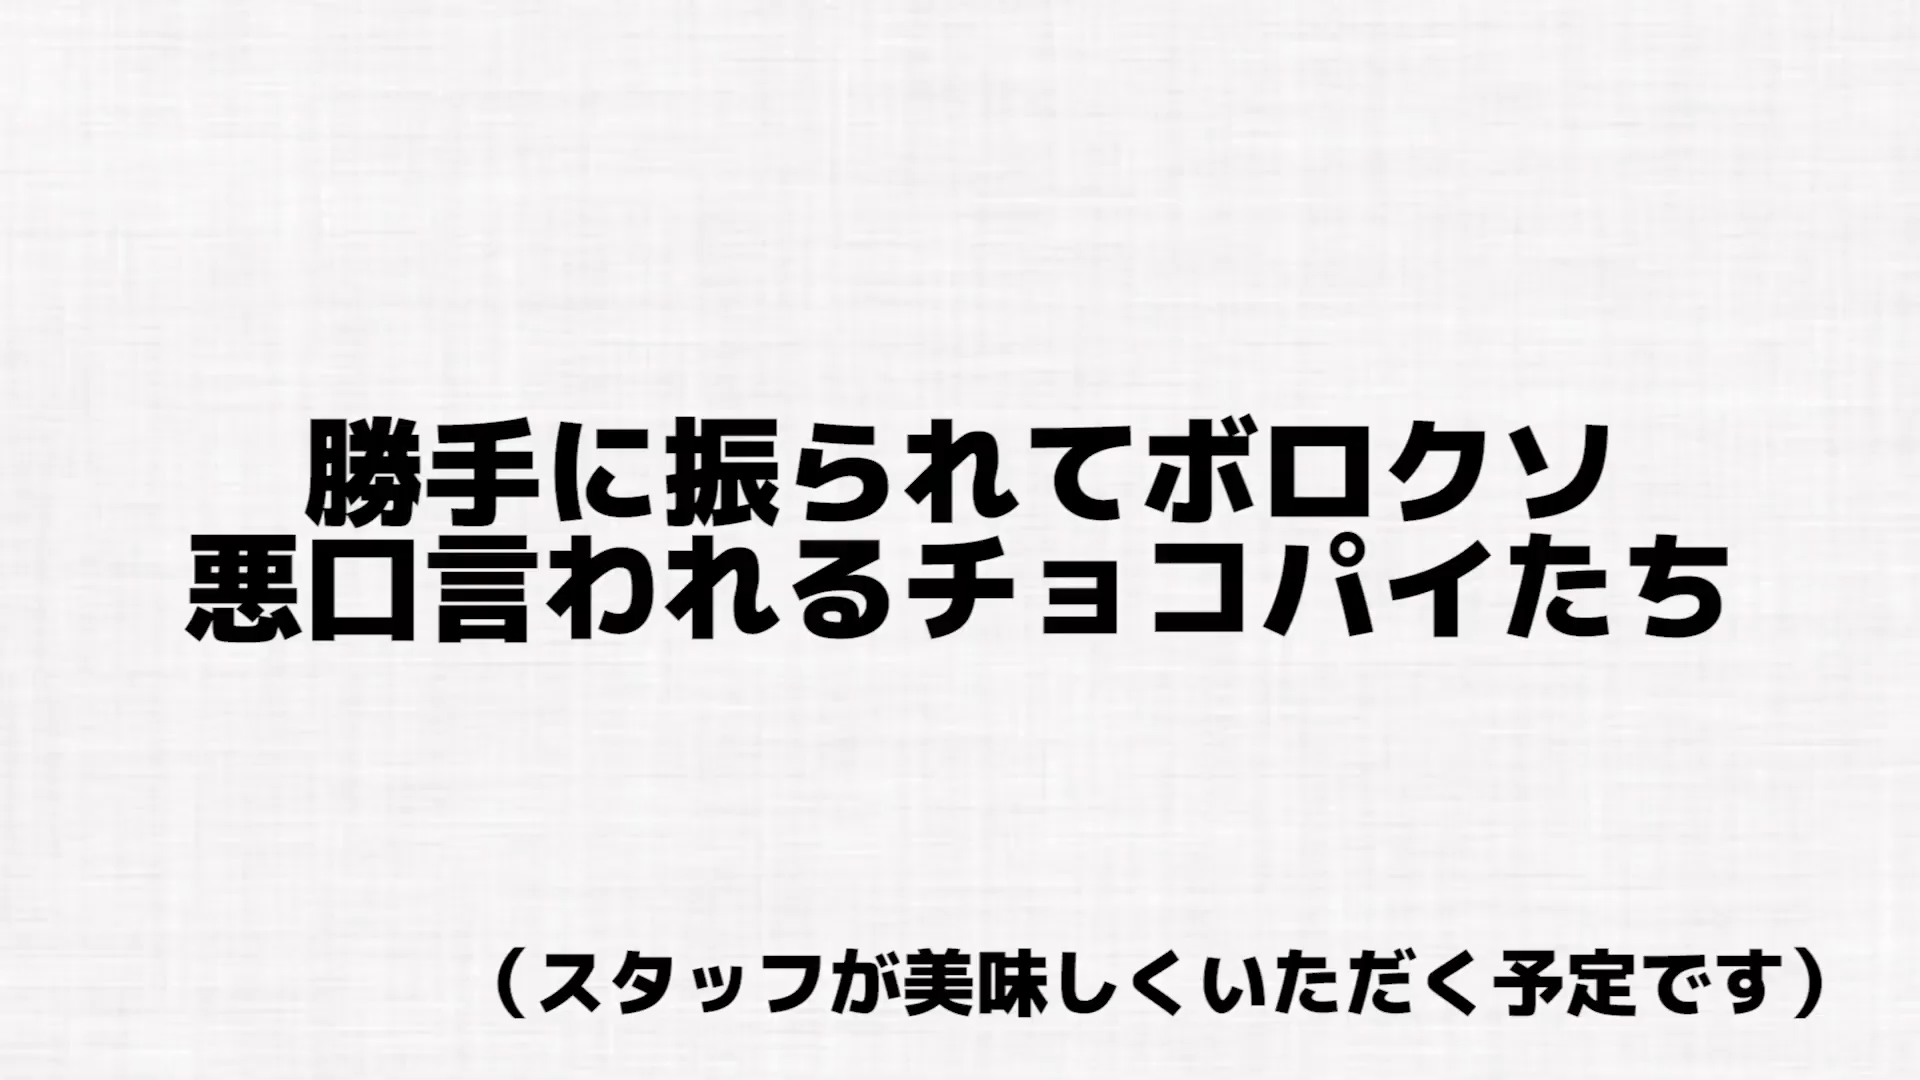 勝手に振られてボロクソ
悪口言われるチョコパイたち
（スタッフが美味しくいただく予定です）